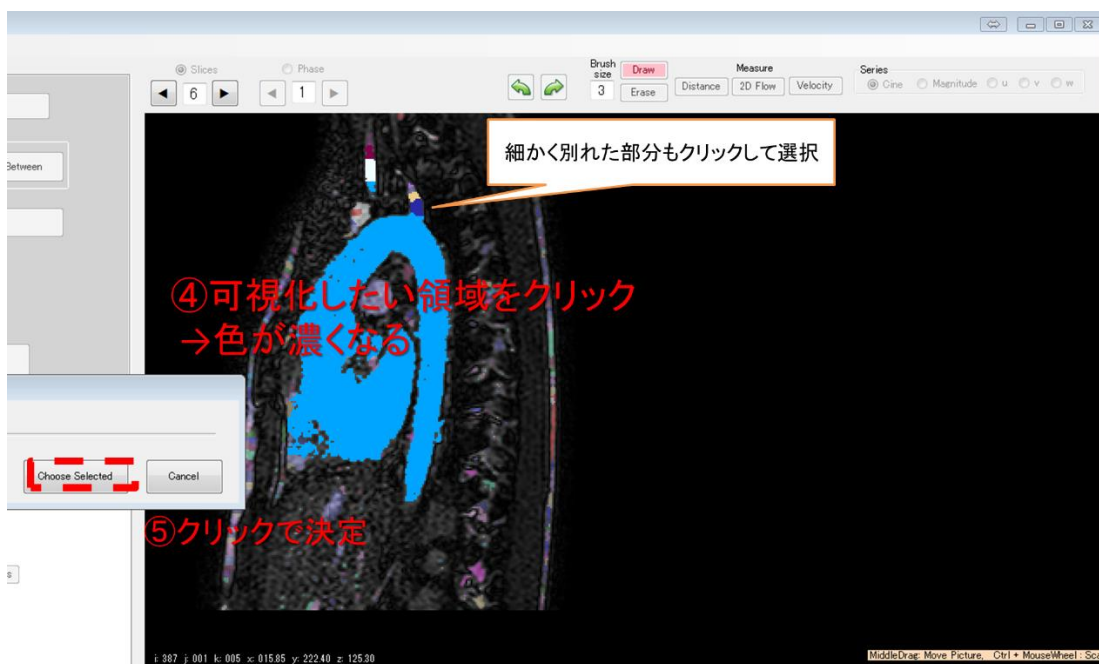 Slices
Phase
6
1
Brush size
3
Draw
Erase
Measure
Distance
2D Flow
Velocity
Series
Cine
Magnitude
u
v
w
Between
細かく別れた部分もクリックして選択
④可視化したい領域をクリック
→色が濃くなる
Choose Selected
Cancel
⑤クリックで決定
s
i: 387 j: 001 k: 005 x: 015.85 y: 222.40 z: 125.30
MiddleDrag: Move Picture, Ctrl + MouseWheel : Sca